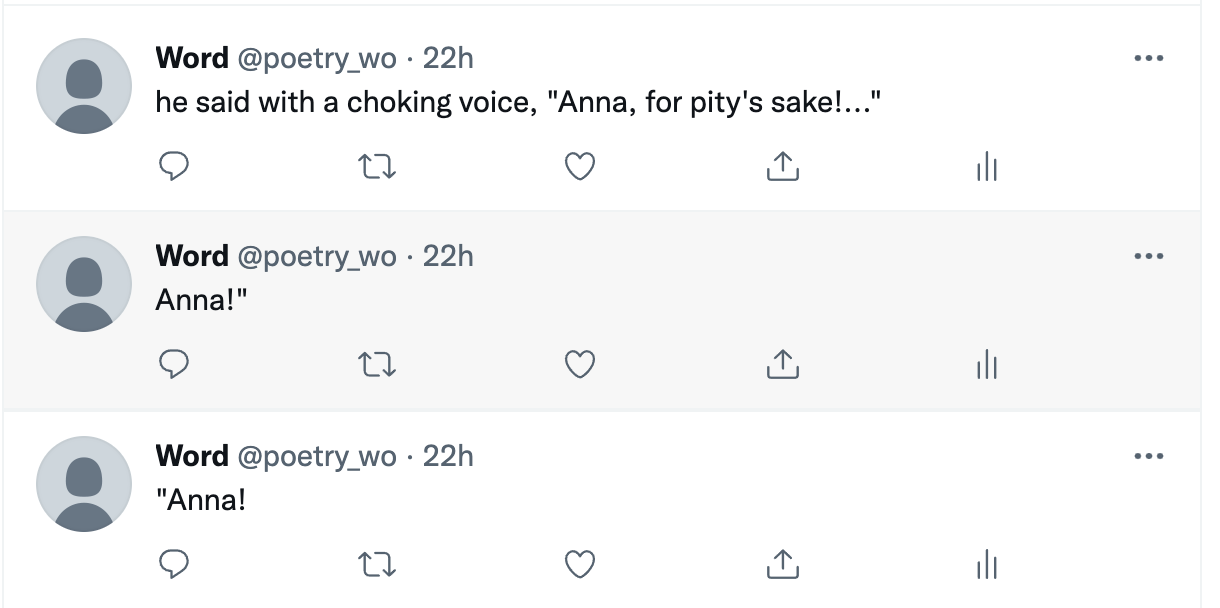 Word @poetry_wo · 22h
he said with a choking voice, "Anna, for pity's sake!..."
Word @poetry_wo · 22h
Anna!"
Word @poetry_wo · 22h
"Anna!